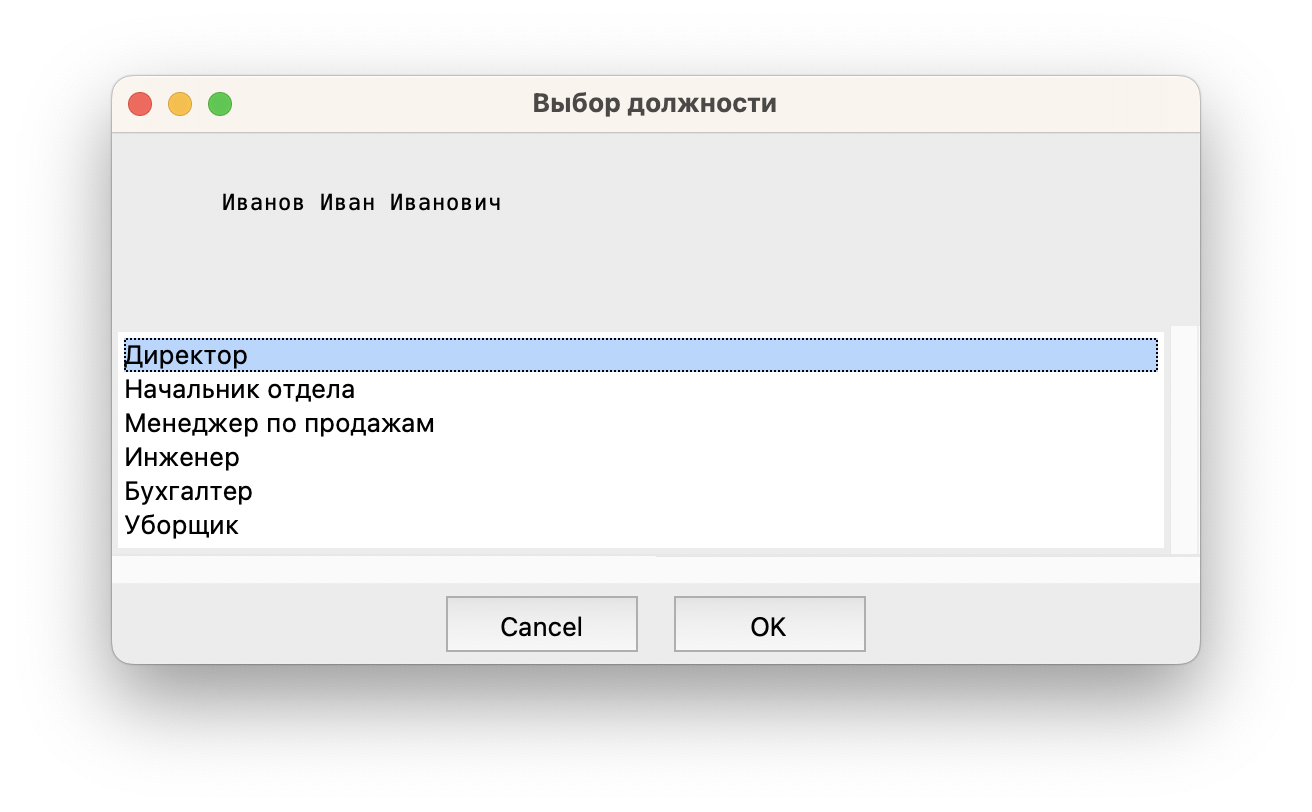 Выбор должности
Иванов Иван Иванович
Директор
Начальник отдела
Менеджер по продажам
Инженер
Бухгалтер
Уборщик
Cancel OK